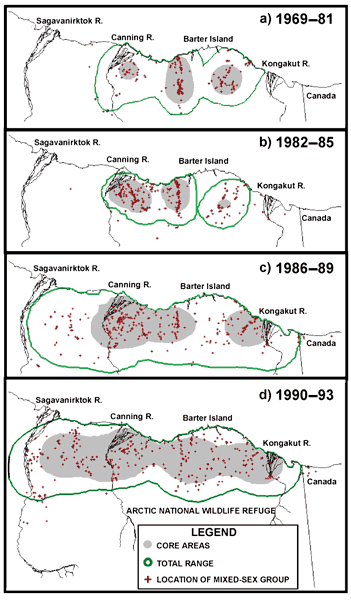 a) 1969–81
Sagavanirktok R.
Canning R.
Barter Island
Kongakut R.
Canada
b) 1982–85
Sagavanirktok R.
Canning R.
Barter Island
Kongakut R.
Canada
c) 1986–89
Sagavanirktok R.
Canning R.
Barter Island
Kongakut R.
Canada
d) 1990–93
Sagavanirktok R.
Canning R.
Barter Island
Kongakut R.
Canada
ARCTIC NATIONAL WILDLIFE REFUGE
LEGEND
CORE AREAS
TOTAL RANGE
LOCATION OF MIXED-SEX GROUP